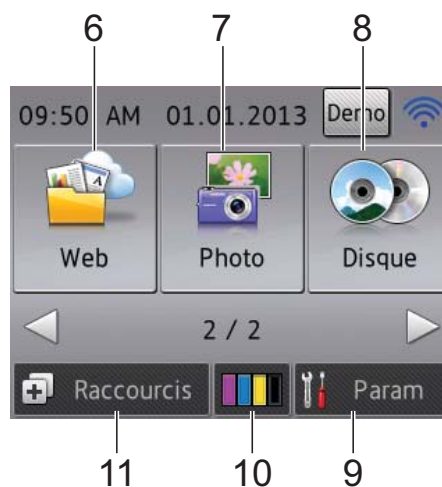 6 7 8
09:50 AM 01.01.2013 Demo
Web Photo Disque
2 / 2
Raccourcis Param
11 10 9